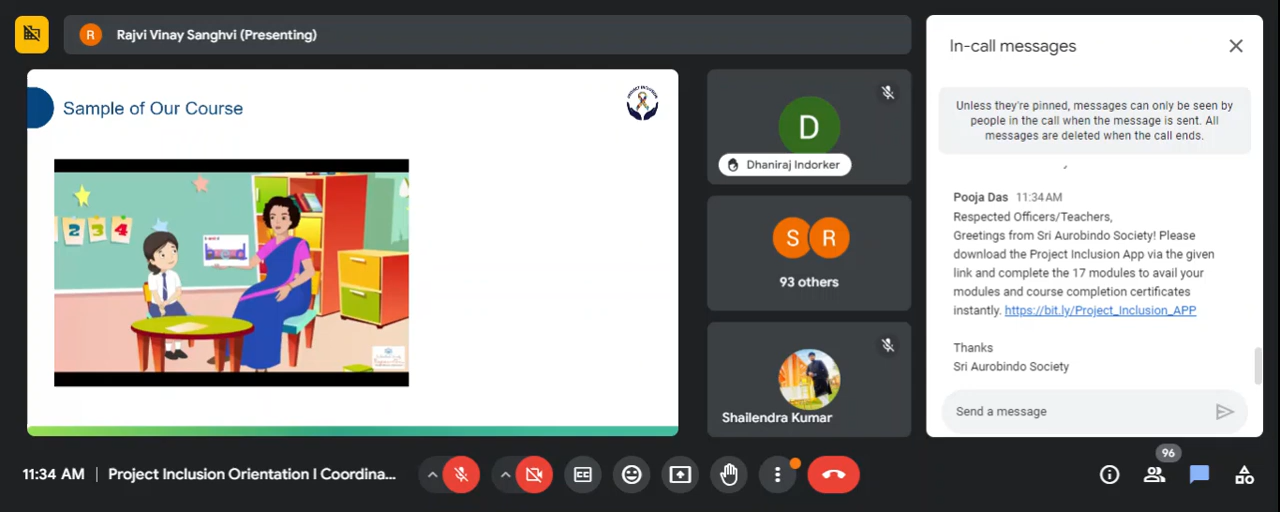 R Rajvi Vinay Sanghvi (Presenting)
Sample of Our Course
PROJECT INCLUSION
2 3 4
D
Dhaniraj Indorker
S R
93 others
Shailendra Kumar
In-call messages
Unless they're pinned, messages can only be seen by
people in the call when the message is sent. All
messages are deleted when the call ends.
Pooja Das 11:34 AM
Respected Officers/Teachers,
Greetings from Sri Aurobindo Society! Please
download the Project Inclusion App via the given
link and complete the 17 modules to avail your
modules and course completion certificates
instantly. https://bit.ly/Project_Inclusion_APP
Thanks
Sri Aurobindo Society
Send a message
11:34 AM | Project Inclusion Orientation I Coordina...
CC
96